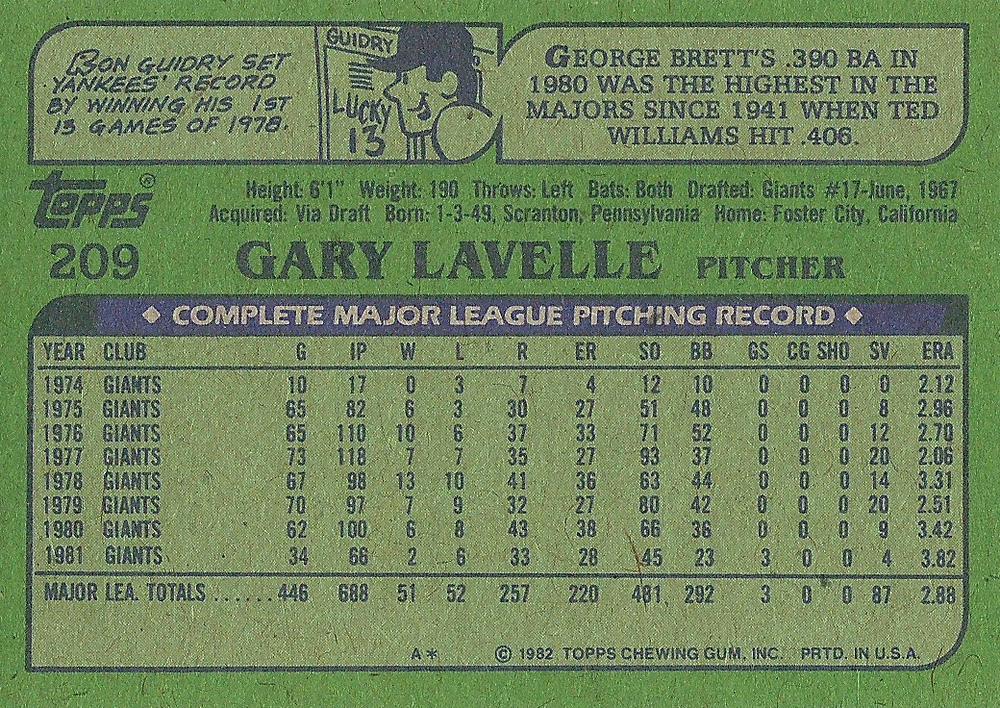 RON GUIDRY SET
YANKEES' RECORD
BY WINNING HIS 1ST
13 GAMES OF 1978.
GUIDRY
LUCKY
13
GEORGE BRETT'S .390 BA IN
1980 WAS THE HIGHEST IN THE
MAJORS SINCE 1941 WHEN TED
WILLIAMS HIT .406.
Topps®
Height: 6'1" Weight: 190 Throws: Left Bats: Both Drafted: Giants #17-June, 1967
Acquired: Via Draft Born: 1-3-49, Scranton, Pennsylvania Home: Foster City, California
209 GARY LAVELLE PITCHER
◆ COMPLETE MAJOR LEAGUE PITCHING RECORD ◆
YEAR CLUB G IP W L R ER SO BB GS CG SHO SV ERA
1974 GIANTS 10 17 0 3 7 4 12 10 0 0 0 0 2.12
1975 GIANTS 65 82 6 3 30 27 51 48 0 0 0 8 2.96
1976 GIANTS 65 110 10 6 37 33 71 52 0 0 0 12 2.70
1977 GIANTS 73 118 7 7 35 27 93 37 0 0 0 20 2.06
1978 GIANTS 67 98 13 10 41 36 63 44 0 0 0 14 3.31
1979 GIANTS 70 97 7 9 32 27 80 42 0 0 0 20 2.51
1980 GIANTS 62 100 6 8 43 38 66 36 0 0 0 9 3.42
1981 GIANTS 34 66 2 6 33 28 45 23 3 0 0 4 3.82
MAJOR LEA. TOTALS ......446 688 51 52 257 220 481 292 3 0 0 87 2.88
A* © 1982 TOPPS CHEWING GUM, INC. PRTD. IN U.S.A.